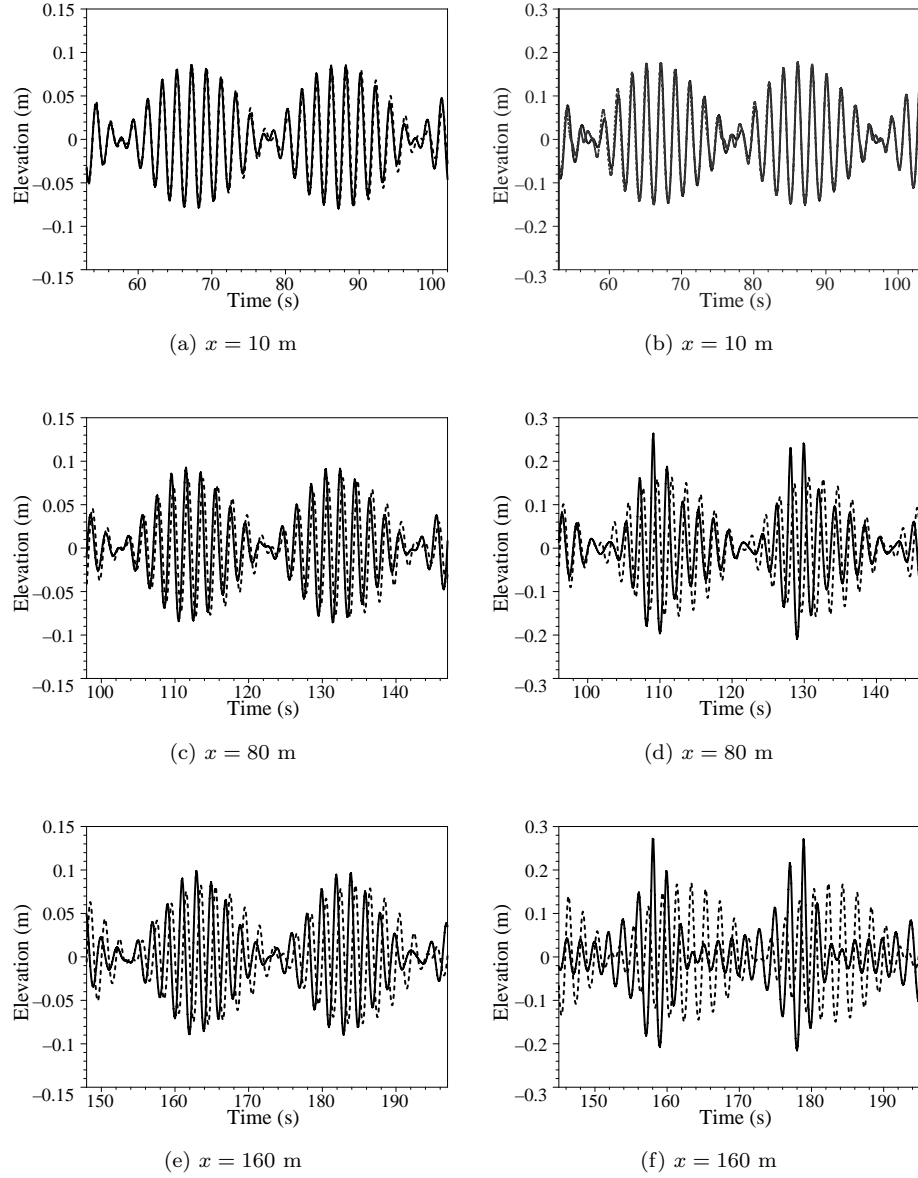 0.15
0.1
0.05
0
–0.05
–0.1
–0.15
Elevation (m)
60 70 80 90 100
Time (s)
(a) x = 10 m
0.3
0.2
0.1
0
–0.1
–0.2
–0.3
Elevation (m)
60 70 80 90 100
Time (s)
(b) x = 10 m
0.15
0.1
0.05
0
–0.05
–0.1
–0.15
Elevation (m)
100 110 120 130 140
Time (s)
(c) x = 80 m
0.3
0.2
0.1
0
–0.1
–0.2
–0.3
Elevation (m)
100 110 120 130 140
Time (s)
(d) x = 80 m
0.15
0.1
0.05
0
–0.05
–0.1
–0.15
Elevation (m)
150 160 170 180 190
Time (s)
(e) x = 160 m
0.3
0.2
0.1
0
–0.1
–0.2
–0.3
Elevation (m)
150 160 170 180 190
Time (s)
(f) x = 160 m